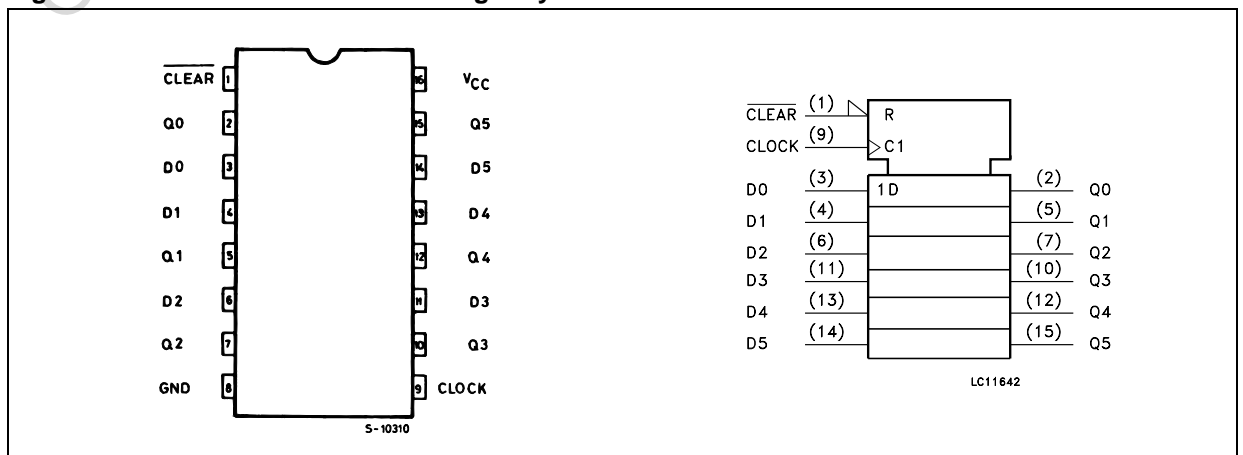 CLEAR 1 16 VCC
Q0 2 15 Q5
D0 3 14 D5
D1 4 13 D4
Q1 5 12 Q4
D2 6 11 D3
Q2 7 10 Q3
GND 8 9 CLOCK
S-10310
CLEAR (1) R
CLOCK (9) C1
D0 (3) 1D (2) Q0
D1 (4) (5) Q1
D2 (6) (7) Q2
D3 (11) (10) Q3
D4 (13) (12) Q4
D5 (14) (15) Q5
LC11642